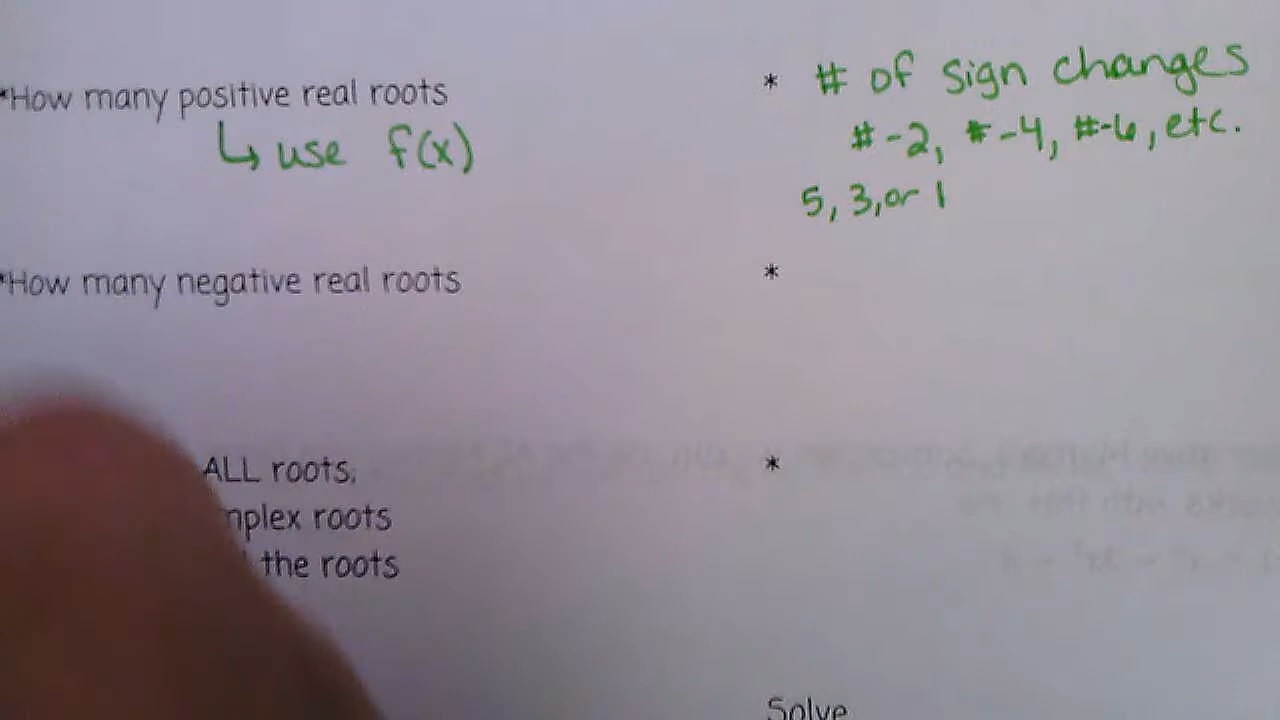 *How many positive real roots
↳ use f(x)
* # of sign changes
#-2, #-4, #-6, etc.
5, 3, or 1
*How many negative real roots
*
ALL roots,
*
roots
the roots
Solve